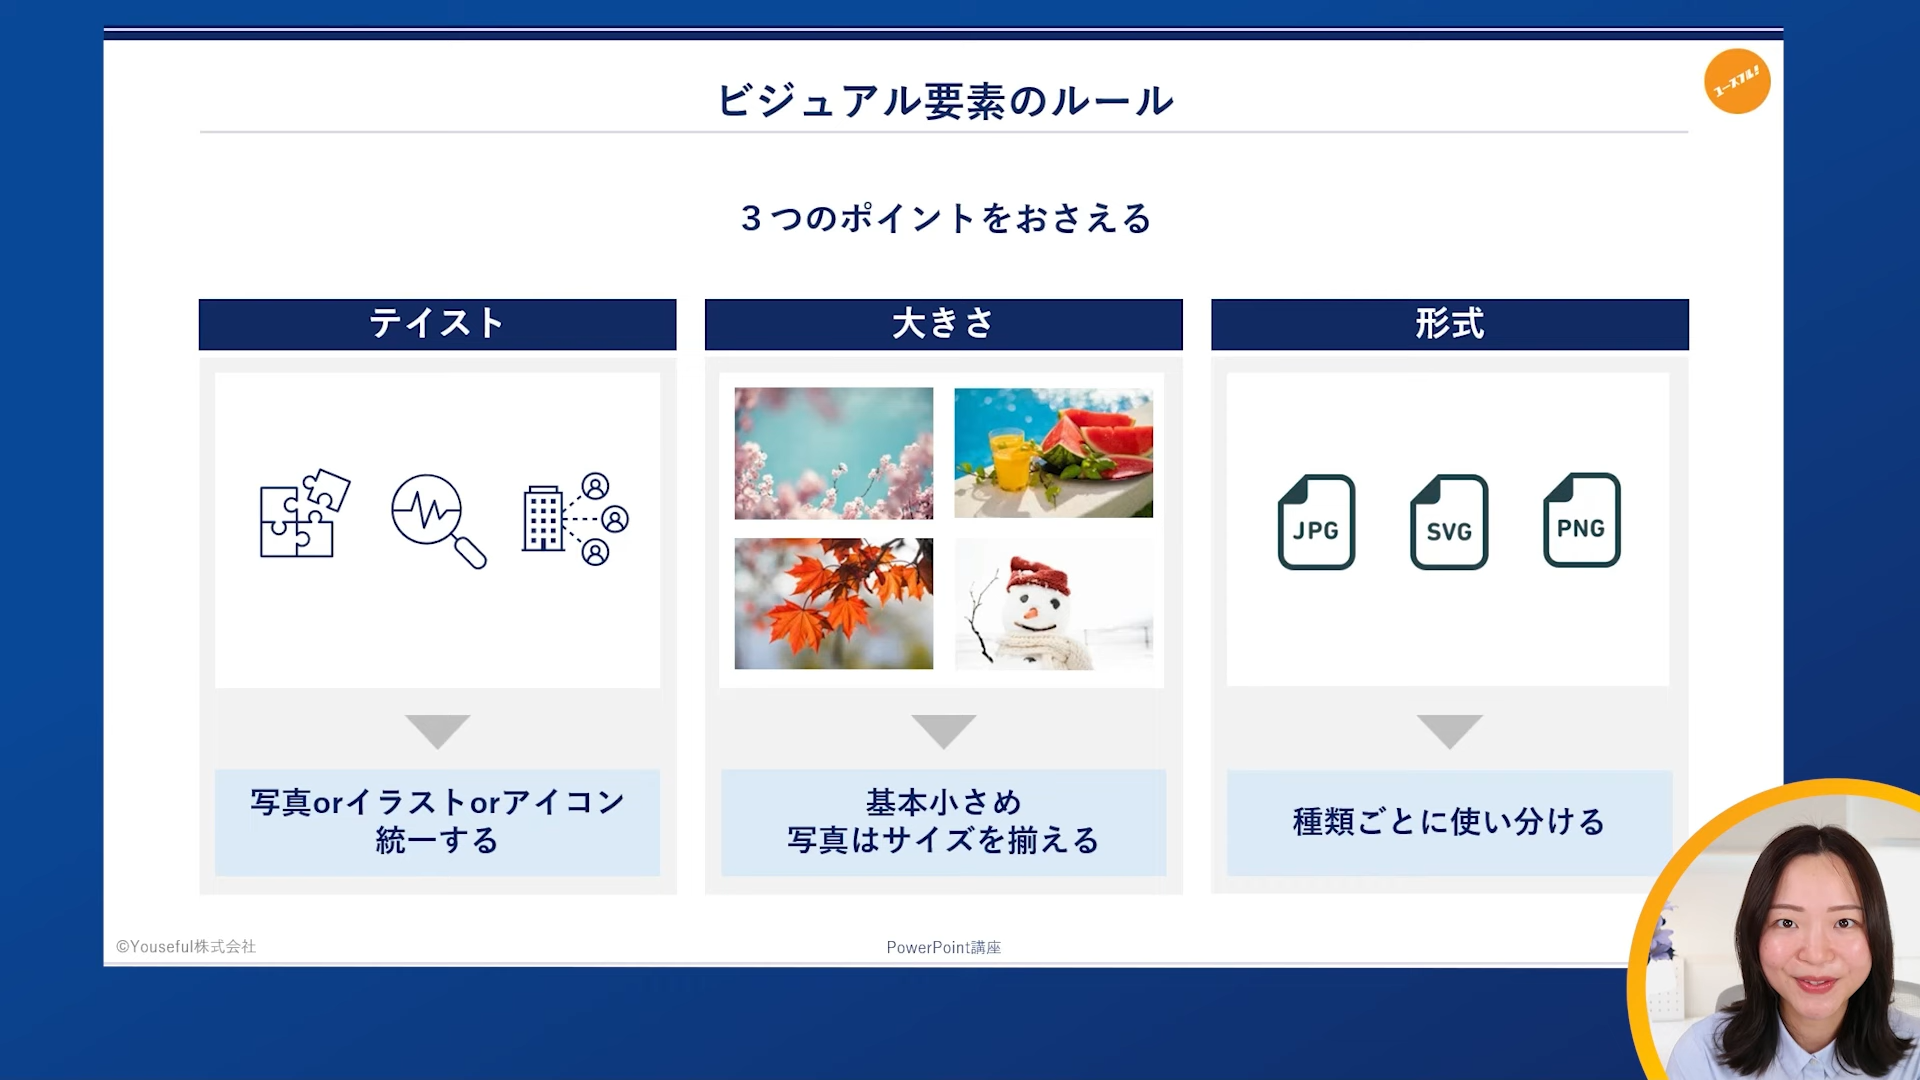 ビジュアル要素のルール
ユースフル!
3つのポイントをおさえる
テイスト
大きさ
形式
JPG
SVG
PNG
写真orイラストorアイコン
統一する
基本小さめ
写真はサイズを揃える
種類ごとに使い分ける
©Youseful株式会社
PowerPoint講座